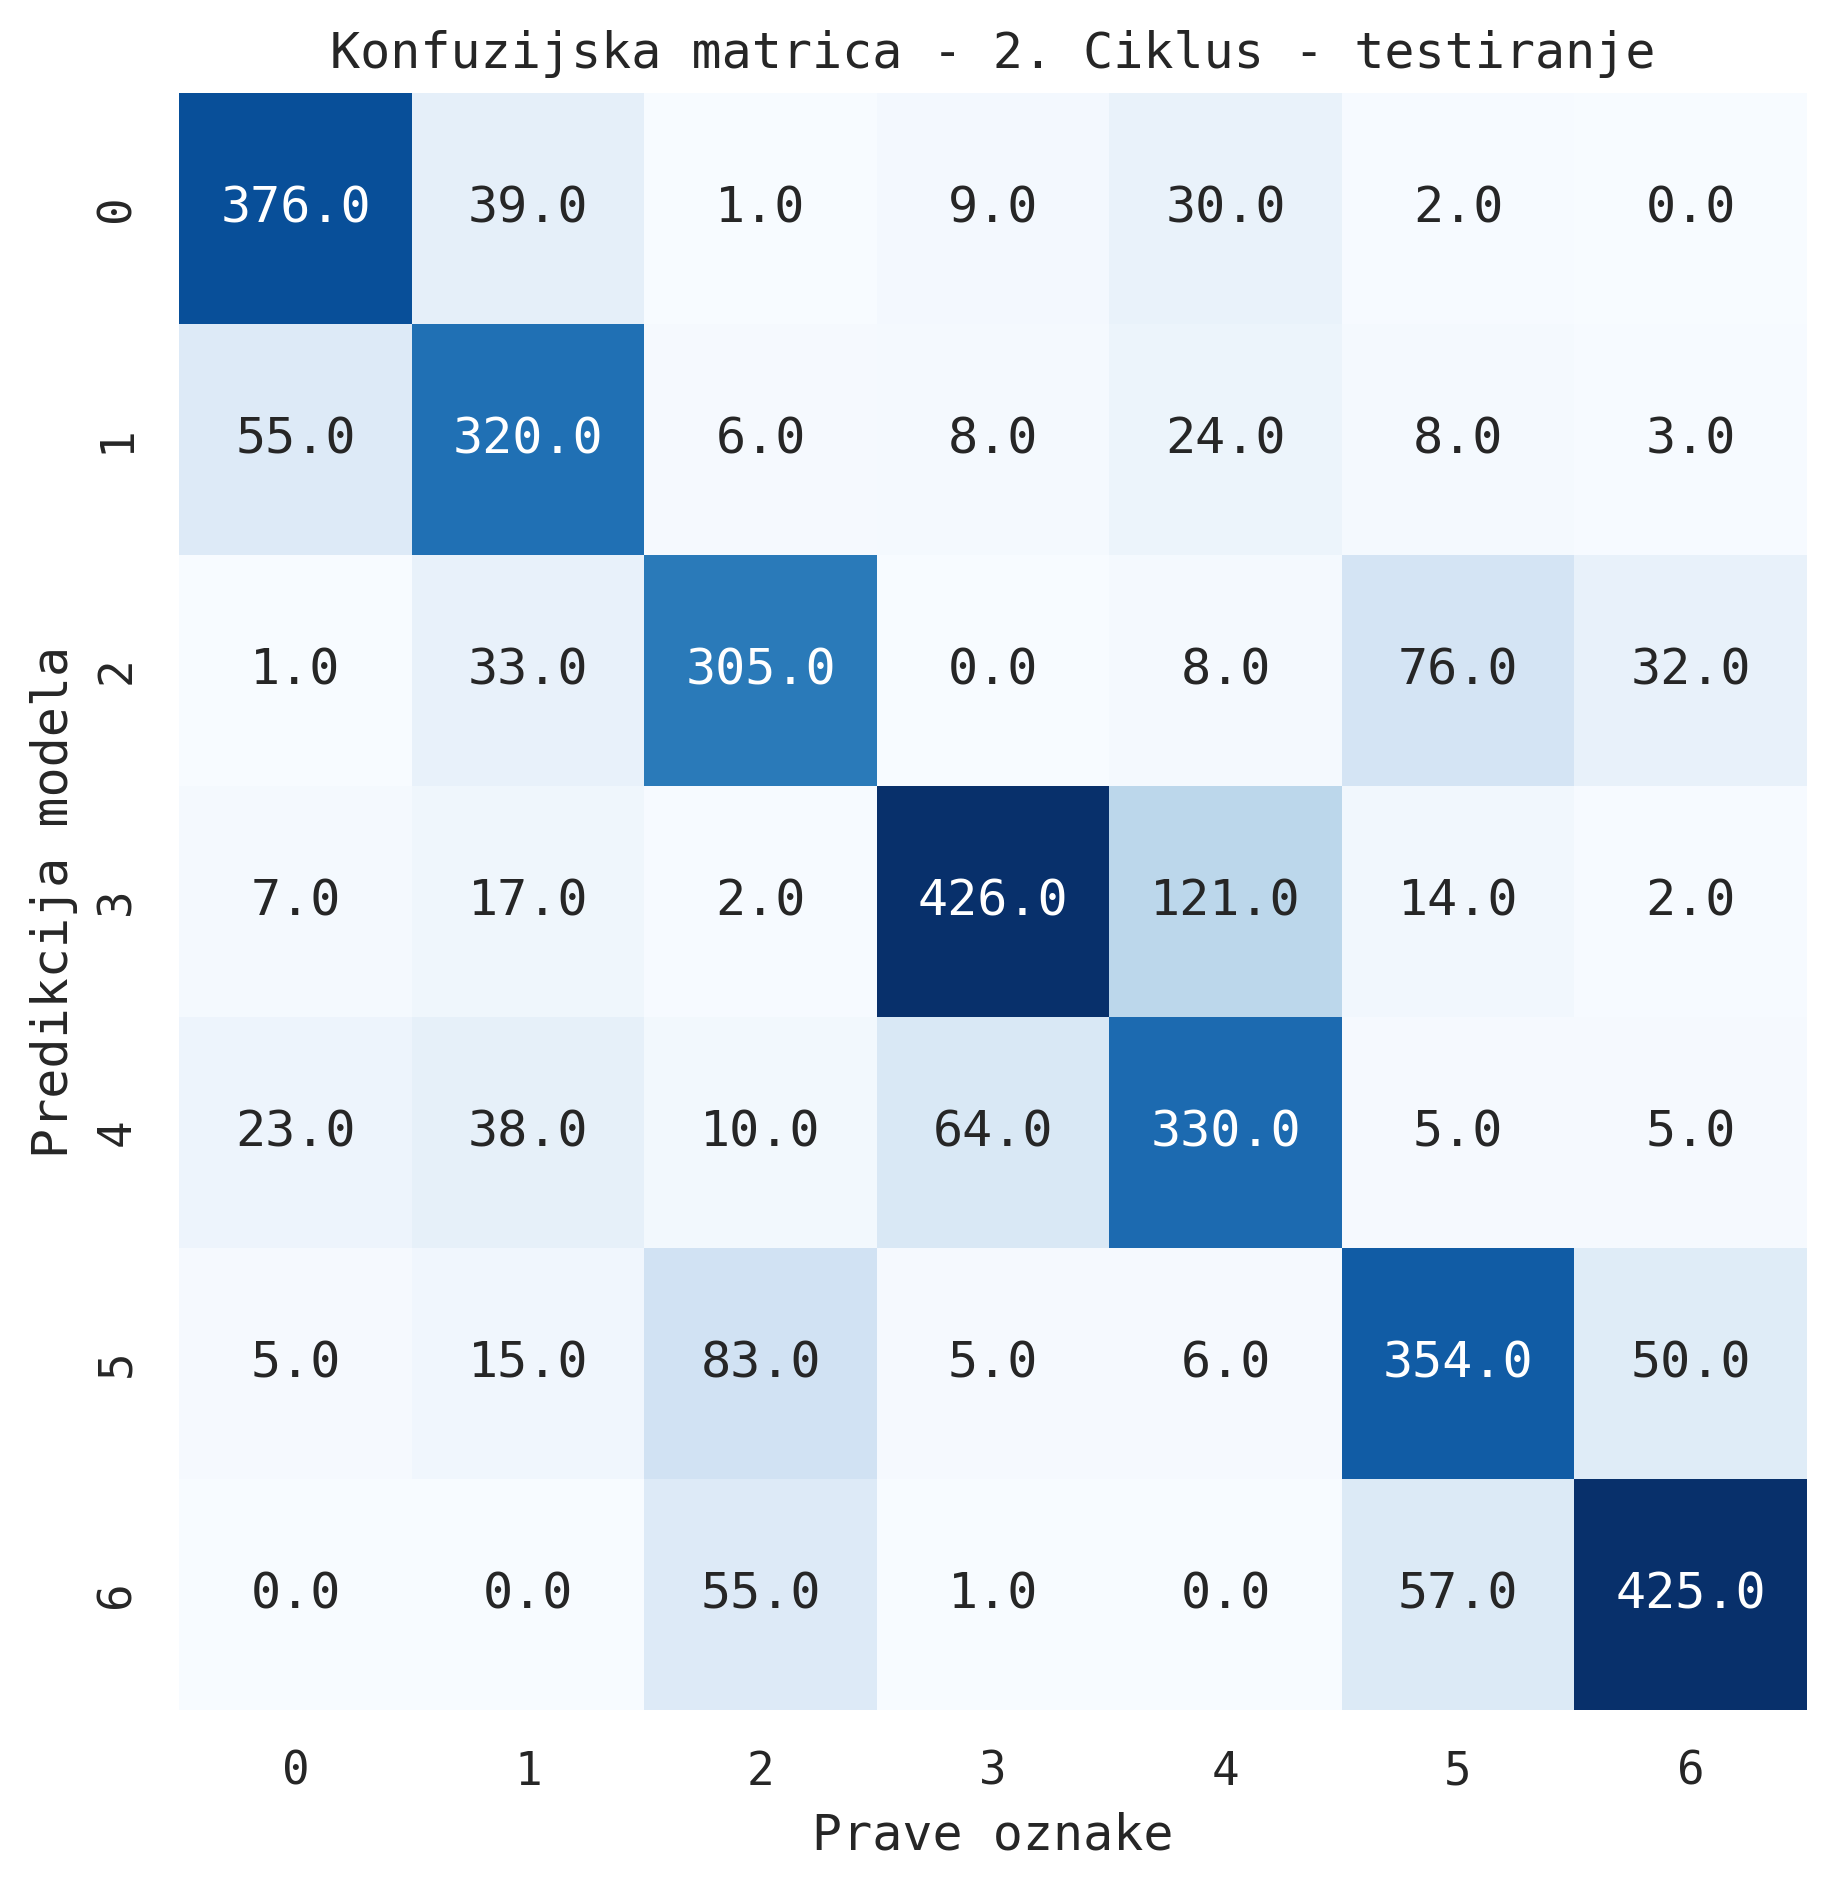 Konfuzijska matrica - 2. Ciklus - testiranje
Predikcija modela
0 376.0 39.0 1.0 9.0 30.0 2.0 0.0
1 55.0 320.0 6.0 8.0 24.0 8.0 3.0
2 1.0 33.0 305.0 0.0 8.0 76.0 32.0
3 7.0 17.0 2.0 426.0 121.0 14.0 2.0
4 23.0 38.0 10.0 64.0 330.0 5.0 5.0
5 5.0 15.0 83.0 5.0 6.0 354.0 50.0
6 0.0 0.0 55.0 1.0 0.0 57.0 425.0
0 1 2 3 4 5 6
Prave oznake